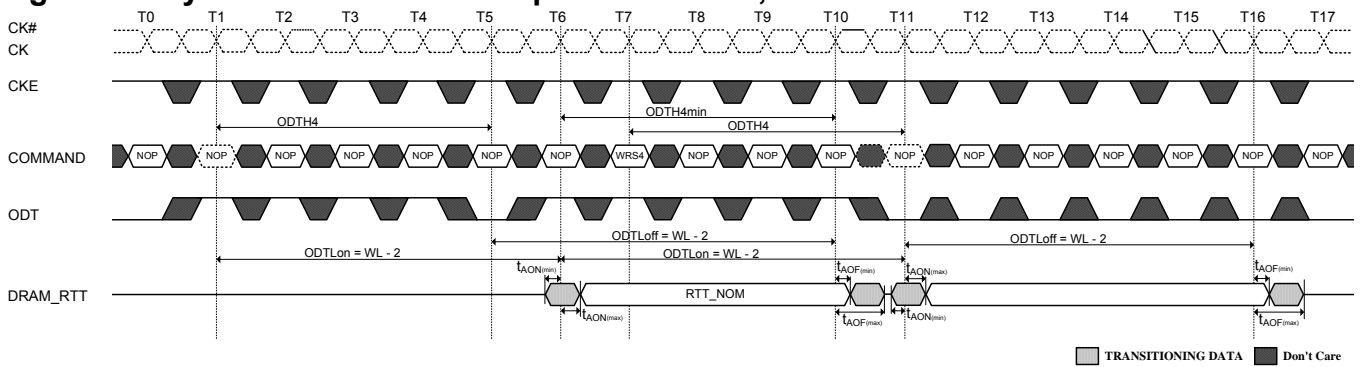 T0 T1 T2 T3 T4 T5 T6 T7 T8 T9 T10 T11 T12 T13 T14 T15 T16 T17
CK#
CK
CKE
ODTH4min
ODTH4
ODTH4
COMMAND NOP NOP NOP NOP NOP NOP NOP WRS4 NOP NOP NOP NOP NOP NOP NOP NOP NOP NOP
ODT
ODTLoff = WL - 2
ODTLoff = WL - 2
ODTLon = WL - 2
ODTLon = WL - 2
tAON(min) tAOF(min) tAON(max) tAOF(min)
DRAM_RTT RTT_NOM
tAON(max) tAOF(max) tAON(min) tAOF(max)
TRANSITIONING DATA Don't Care